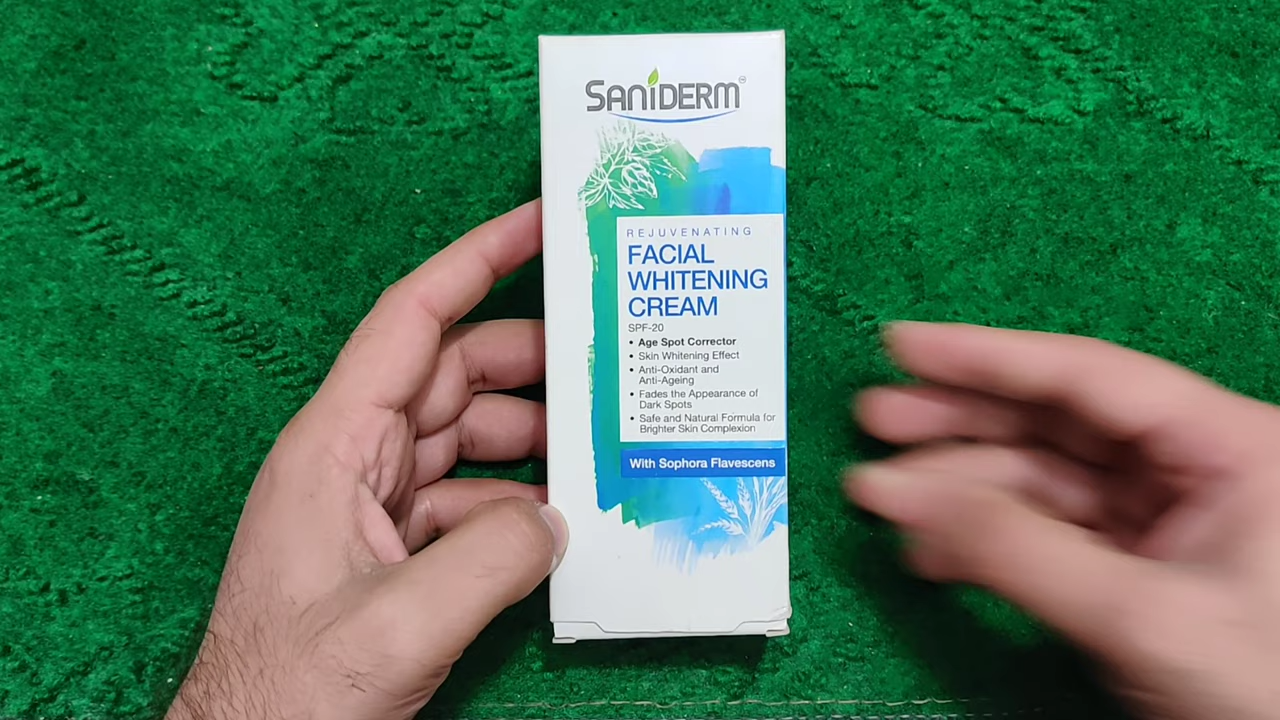 SANIDERM™
REJUVENATING
FACIAL
WHITENING
CREAM
SPF-20
• Age Spot Corrector
• Skin Whitening Effect
• Anti-Oxidant and
Anti-Ageing
• Fades the Appearance of
Dark Spots
• Safe and Natural Formula for
Brighter Skin Complexion
With Sophora Flavescens